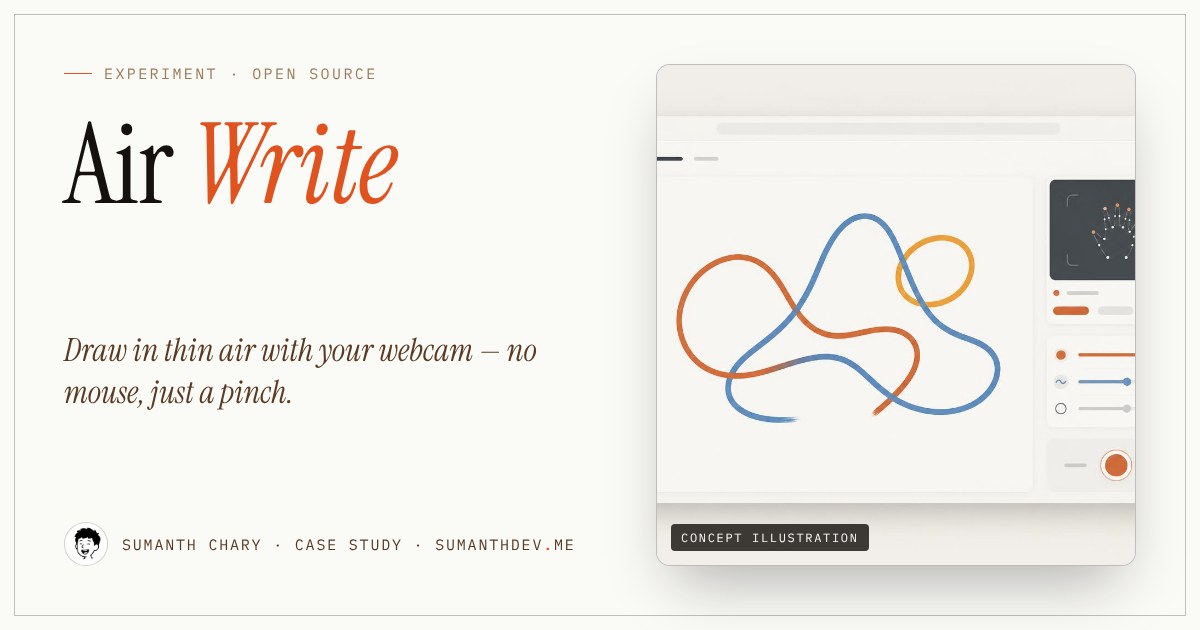 EXPERIMENT · OPEN SOURCE
Air Write
Draw in thin air with your webcam — no
mouse, just a pinch.
SUMANTH CHARY · CASE STUDY · SUMANTHDEV.ME
CONCEPT ILLUSTRATION